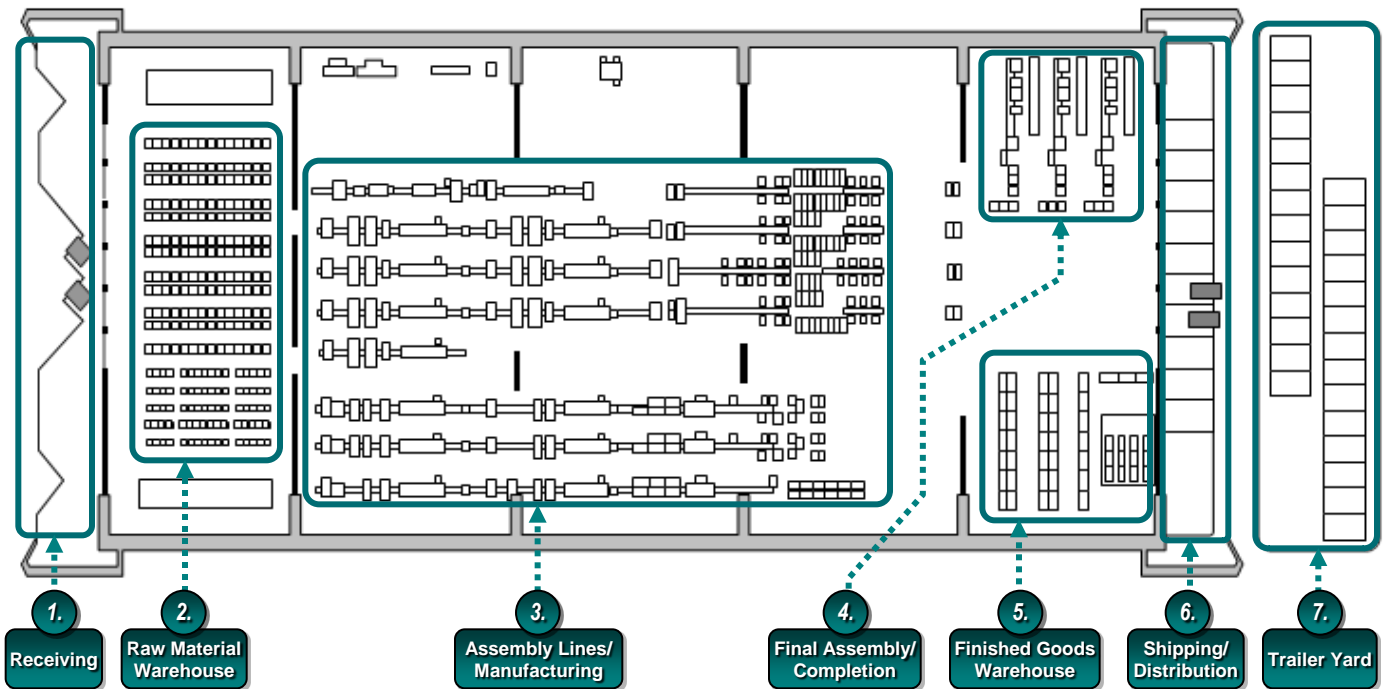 1.
Receiving
2.
Raw Material
Warehouse
3.
Assembly Lines/
Manufacturing
4.
Final Assembly/
Completion
5.
Finished Goods
Warehouse
6.
Shipping/
Distribution
7.
Trailer Yard